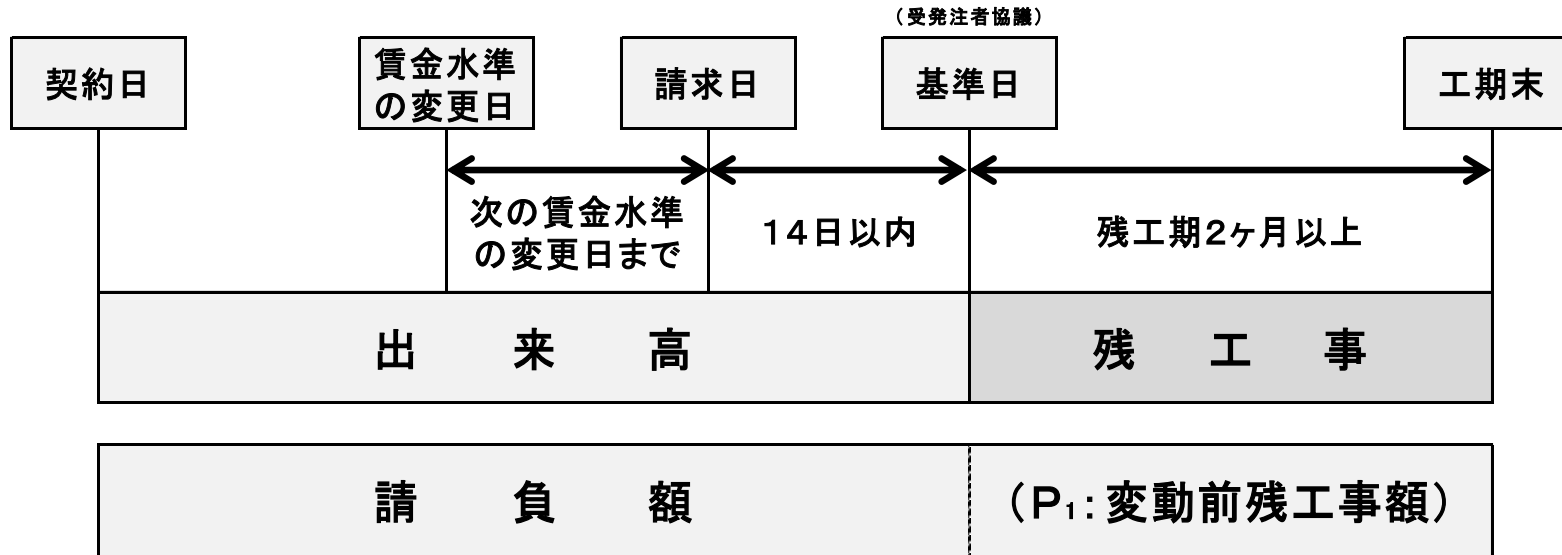 （受発注者協議）
契約日
賃金水準
の変更日
請求日
基準日
工期末
次の賃金水準
の変更日まで
14日以内
残工期2ヶ月以上
出来高
残工事
請負額
（P₁：変動前残工事額）